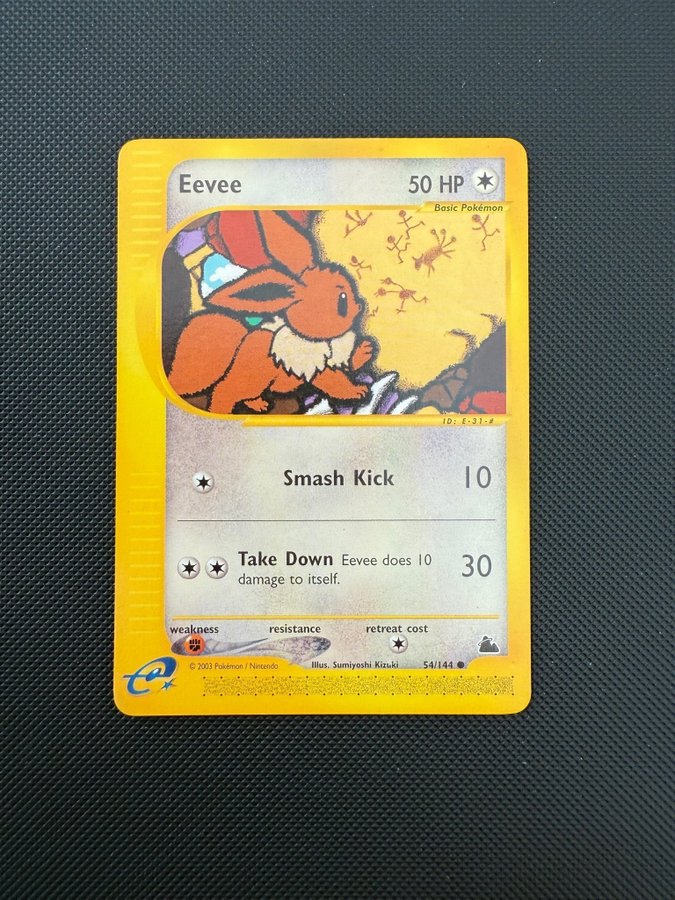 Eevee 50 HP
Basic Pokémon
ID: E-31-#
Smash Kick 10
Take Down Eevee does 10
damage to itself. 30
weakness resistance retreat cost
© 2003 Pokémon / Nintendo Illus. Sumiyoshi Kizuki 54/144
e